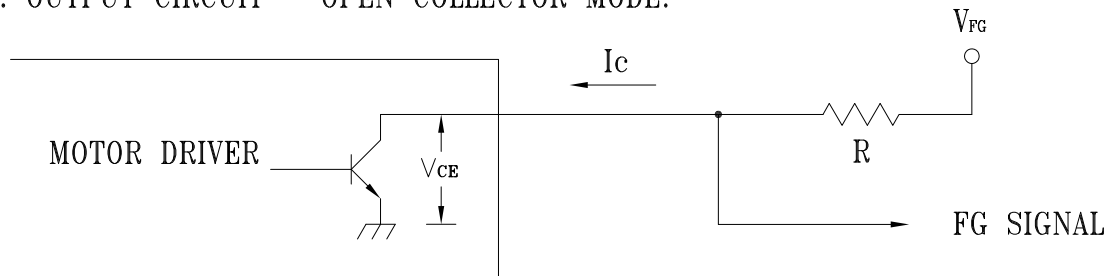 . OUTPUT CIRCUIT   OPEN COLLECTOR MODE.
VFG
Ic
MOTOR DRIVER
VCE
R
FG SIGNAL